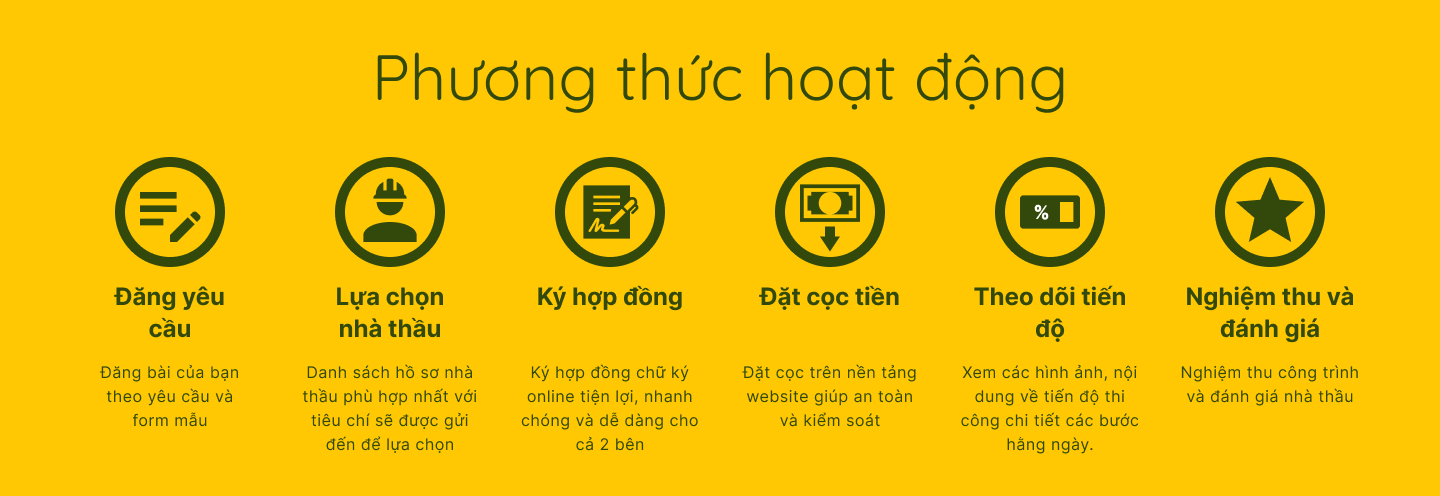 Phương thức hoạt động
%
Đăng yêu
cầu
Đăng bài của bạn
theo yêu cầu và
form mẫu
Lựa chọn
nhà thầu
Danh sách hồ sơ nhà
thầu phù hợp nhất với
tiêu chí sẽ được gửi
đến để lựa chọn
Ký hợp đồng
Ký hợp đồng chữ ký
online tiện lợi, nhanh
chóng và dễ dàng cho
cả 2 bên
Đặt cọc tiền
Đặt cọc trên nền tảng
website giúp an toàn
và kiểm soát
Theo dõi tiến
độ
Xem các hình ảnh, nội
dung về tiến độ thi
công chi tiết các bước
hằng ngày.
Nghiệm thu và
đánh giá
Nghiệm thu công trình
và đánh giá nhà thầu